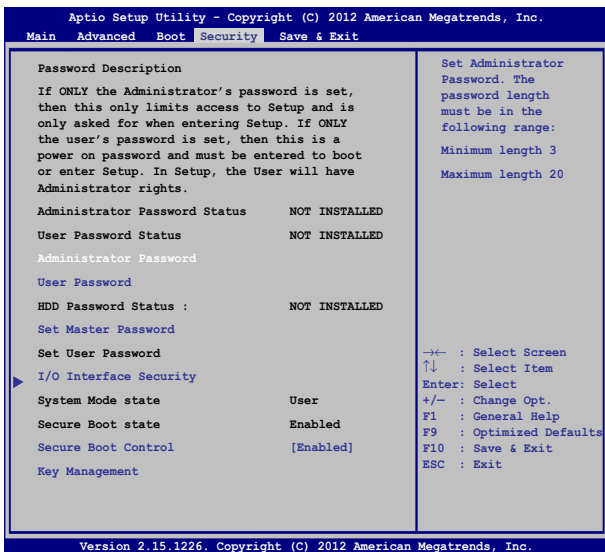 Aptio Setup Utility - Copyright (C) 2012 American Megatrends, Inc.
Main Advanced Boot Security Save & Exit
Password Description
If ONLY the Administrator's password is set,
then this only limits access to Setup and is
only asked for when entering Setup. If ONLY
the user's password is set, then this is a
power on password and must be entered to boot
or enter Setup. In Setup, the User will have
Administrator rights.
Administrator Password Status NOT INSTALLED
User Password Status NOT INSTALLED
Administrator Password
User Password
HDD Password Status : NOT INSTALLED
Set Master Password
Set User Password
I/O Interface Security
System Mode state User
Secure Boot state Enabled
Secure Boot Control [Enabled]
Key Management
Set Administrator
Password. The
password length
must be in the
following range:
Minimum length 3
Maximum length 20
→← : Select Screen
↑↓ : Select Item
Enter: Select
+/— : Change Opt.
F1 : General Help
F9 : Optimized Defaults
F10 : Save & Exit
ESC : Exit
Version 2.15.1226. Copyright (C) 2012 American Megatrends, Inc.